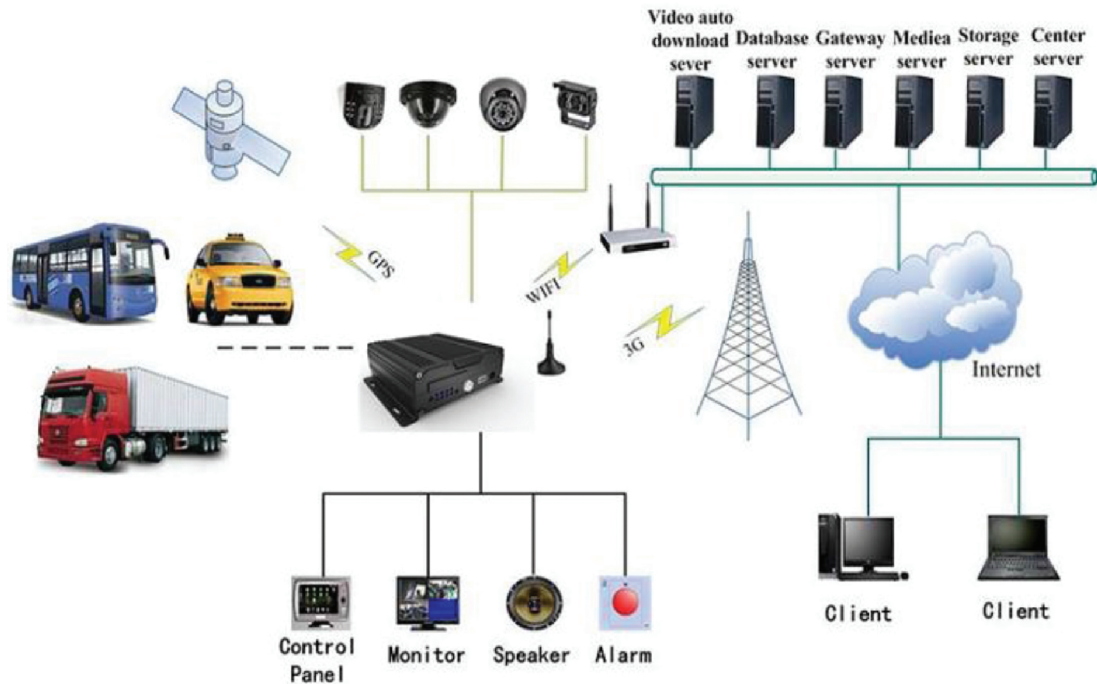 Video auto
download
sever
Database
server
Gateway
server
Mediea
server
Storage
server
Center
server
GPS
WIFI
3G
Internet
Control
Panel
Monitor
Speaker
Alarm
Client
Client